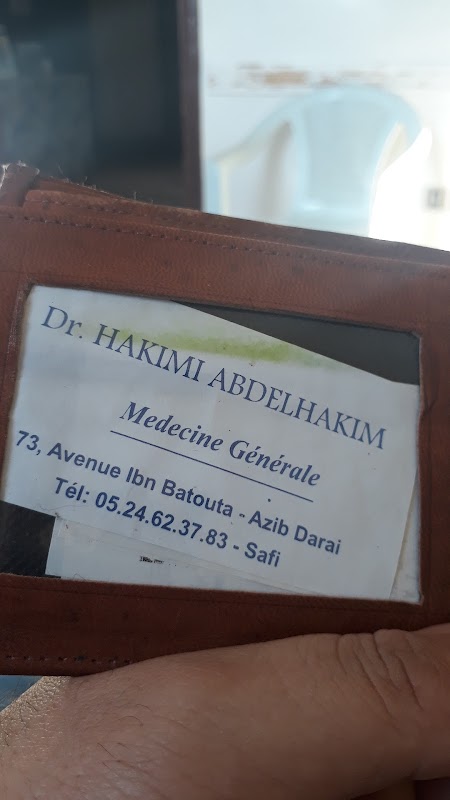 Dr. HAKIMI ABDELHAKIM
Medecine Générale
73, Avenue Ibn Batouta - Azib Darai
Tél: 05.24.62.37.83 - Safi